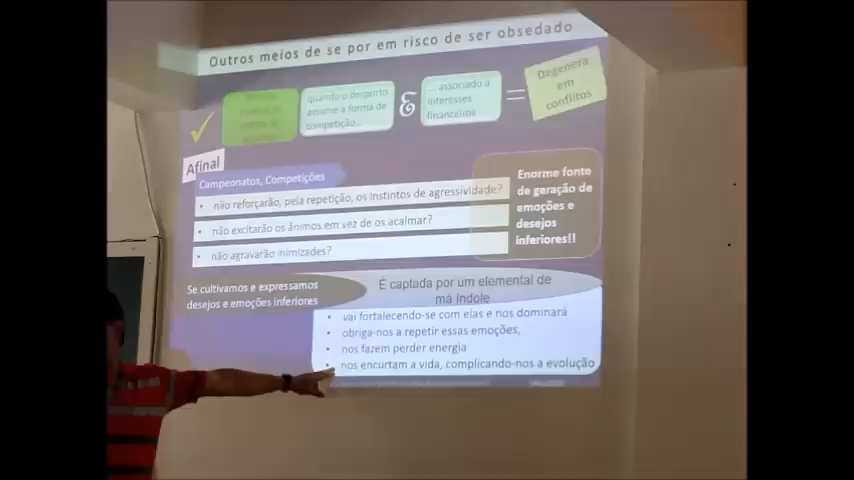 Outros meios de se por em risco de ser obsedado
quando o desporto
assume a forma de
competição...
&
... associado a
interesses
financeiros
=
Degenera
em
conflitos
Afinal
Campeonatos, Competições
• não reforçarão, pela repetição, os instintos de agressividade?
• não excitarão os ânimos em vez de os acalmar?
• não agravarão inimizades?
Enorme fonte
de geração de
emoções e
desejos
inferiores!!
Se cultivamos e expressamos
desejos e emoções inferiores
É captada por um elemental de
má índole
• vai fortalecendo-se com elas e nos dominará
• obriga-nos a repetir essas emoções,
• nos fazem perder energia
• nos encurtam a vida, complicando-nos a evolução